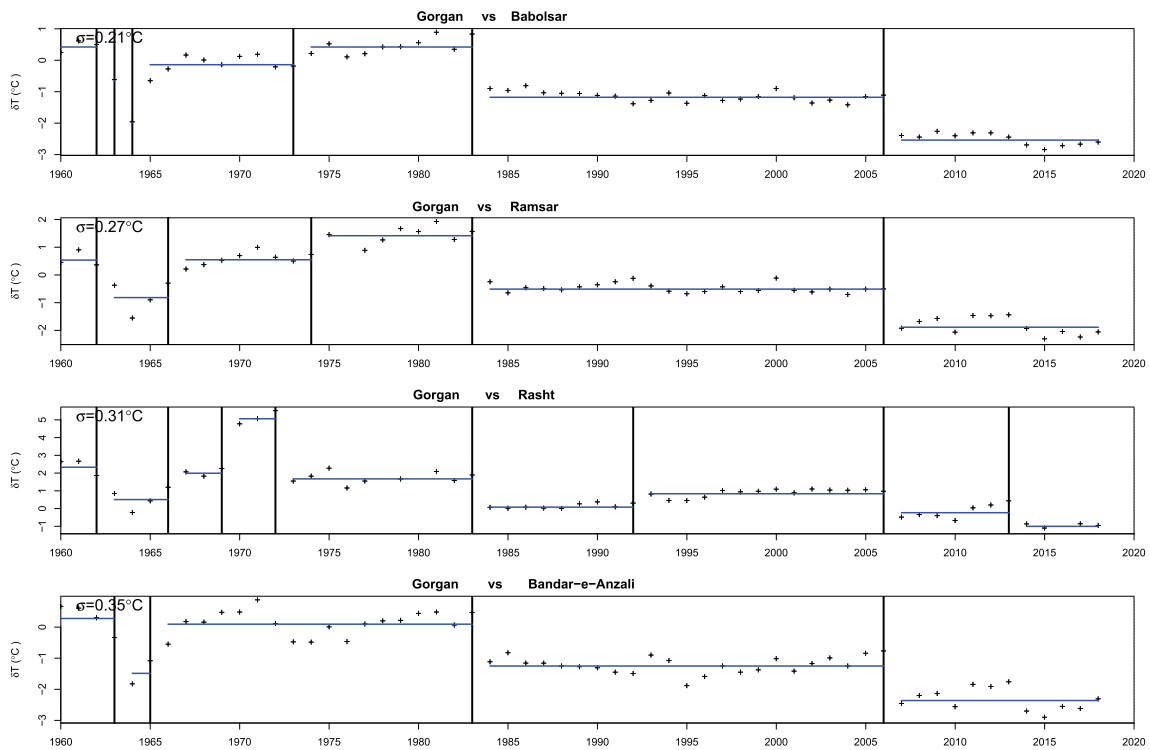 Gorgan vs Babolsar
σ=0.21°C
δT (°C )
1
0
−1
−2
−3
1960 1965 1970 1975 1980 1985 1990 1995 2000 2005 2010 2015 2020
Gorgan vs Ramsar
σ=0.27°C
δT (°C )
2
1
0
−1
−2
1960 1965 1970 1975 1980 1985 1990 1995 2000 2005 2010 2015 2020
Gorgan vs Rasht
σ=0.31°C
δT (°C )
5
4
3
2
1
0
−1
1960 1965 1970 1975 1980 1985 1990 1995 2000 2005 2010 2015 2020
Gorgan vs Bandar−e−Anzali
σ=0.35°C
δT (°C )
0
−1
−2
−3
1960 1965 1970 1975 1980 1985 1990 1995 2000 2005 2010 2015 2020